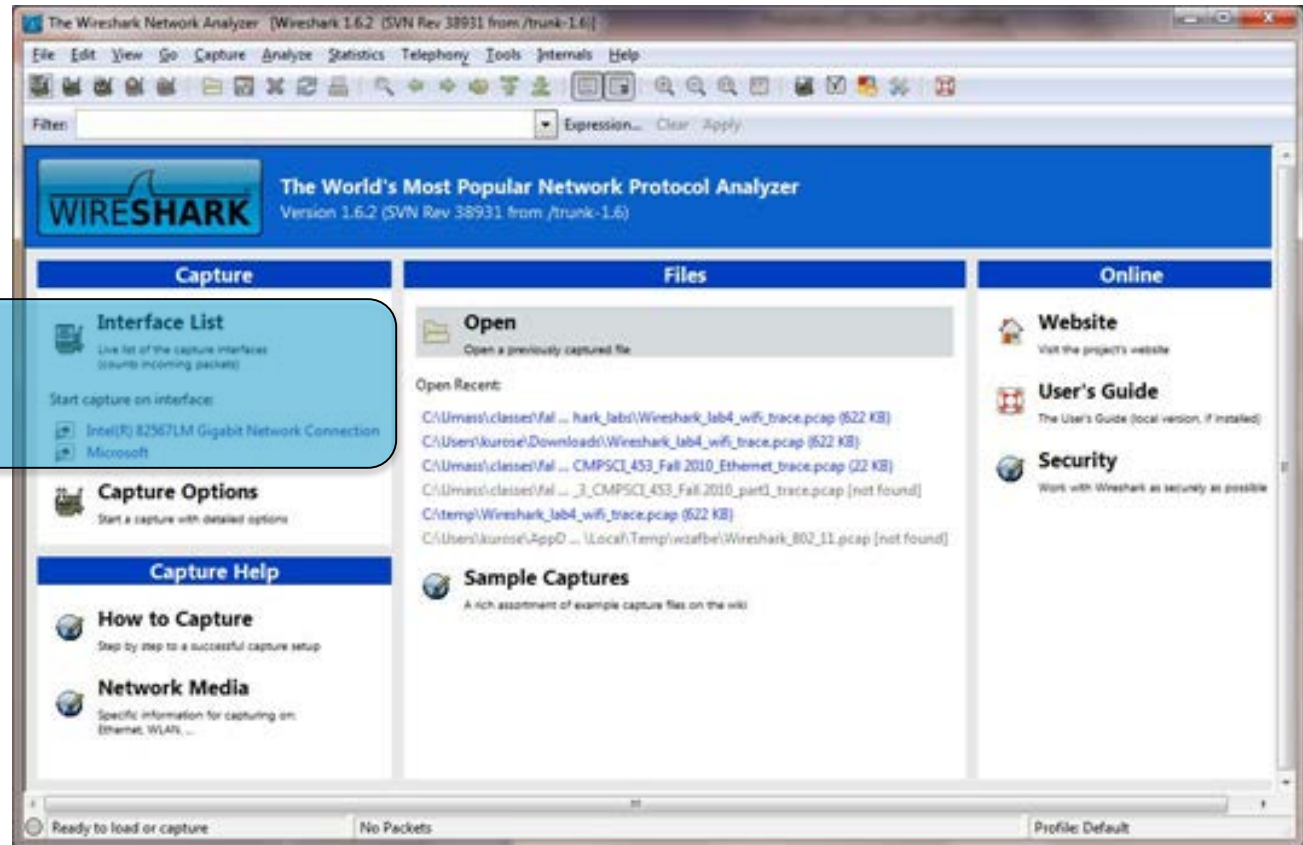 The Wireshark Network Analyzer [Wireshark 1.6.2 (SVN Rev 38931 from /trunk-1.6)]
File Edit View Go Capture Analyze Statistics Telephony Tools Internals Help
Filter: Expression... Clear Apply
WIRESHARK
The World's Most Popular Network Protocol Analyzer
Version 1.6.2 (SVN Rev 38931 from /trunk-1.6)
Capture
Interface List
Live list of the capture interfaces
(counts incoming packets)
Start capture on interface:
Intel(R) 82567LM Gigabit Network Connection
Microsoft
Capture Options
Start a capture with detailed options
Capture Help
How to Capture
Step by step to a successful capture setup
Network Media
Specific information for capturing on:
Ethernet, WLAN, ...
Files
Open
Open a previously captured file
Open Recent:
C:\Umass\classes\fal ... hark_labs\Wireshark_lab4_wifi_trace.pcap (622 KB)
C:\Users\kurose\Downloads\Wireshark_lab4_wifi_trace.pcap (622 KB)
C:\Umass\classes\fal ... CMPSCI_453_Fall 2010_Ethernet_trace.pcap (22 KB)
C:\Umass\classes\fal ... _3_CMPSCI_453_Fall 2010_part1_trace.pcap [not found]
C:\temp\Wireshark_lab4_wifi_trace.pcap (622 KB)
C:\Users\kurose\AppD ... \Local\Temp\wzafbe\Wireshark_802_11.pcap [not found]
Sample Captures
A rich assortment of example capture files on the wiki
Online
Website
Visit the project's website
User's Guide
The User's Guide (local version, if installed)
Security
Work with Wireshark as securely as possible
Ready to load or capture No Packets Profile: Default